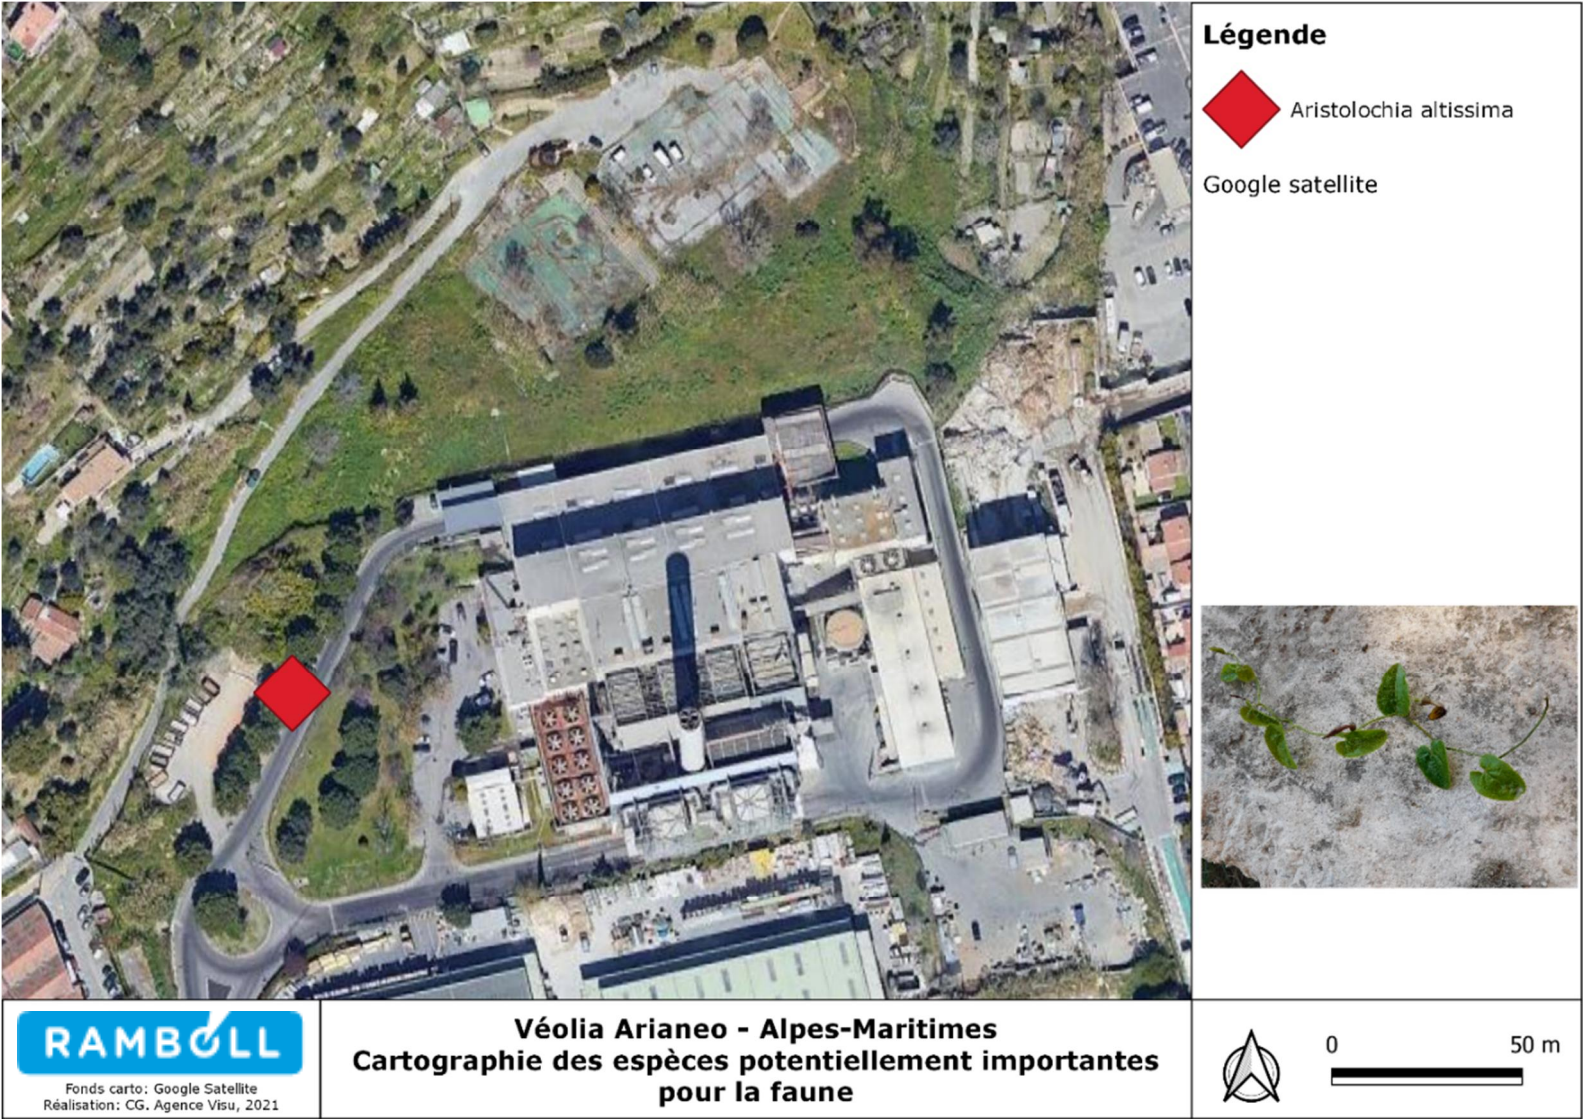 Légende
Aristolochia altissima
Google satellite
RAMBOLL
Fonds carto: Google Satellite
Réalisation: CG. Agence Visu, 2021
Véolia Arianeo - Alpes-Maritimes
Cartographie des espèces potentiellement importantes
pour la faune
0 50 m